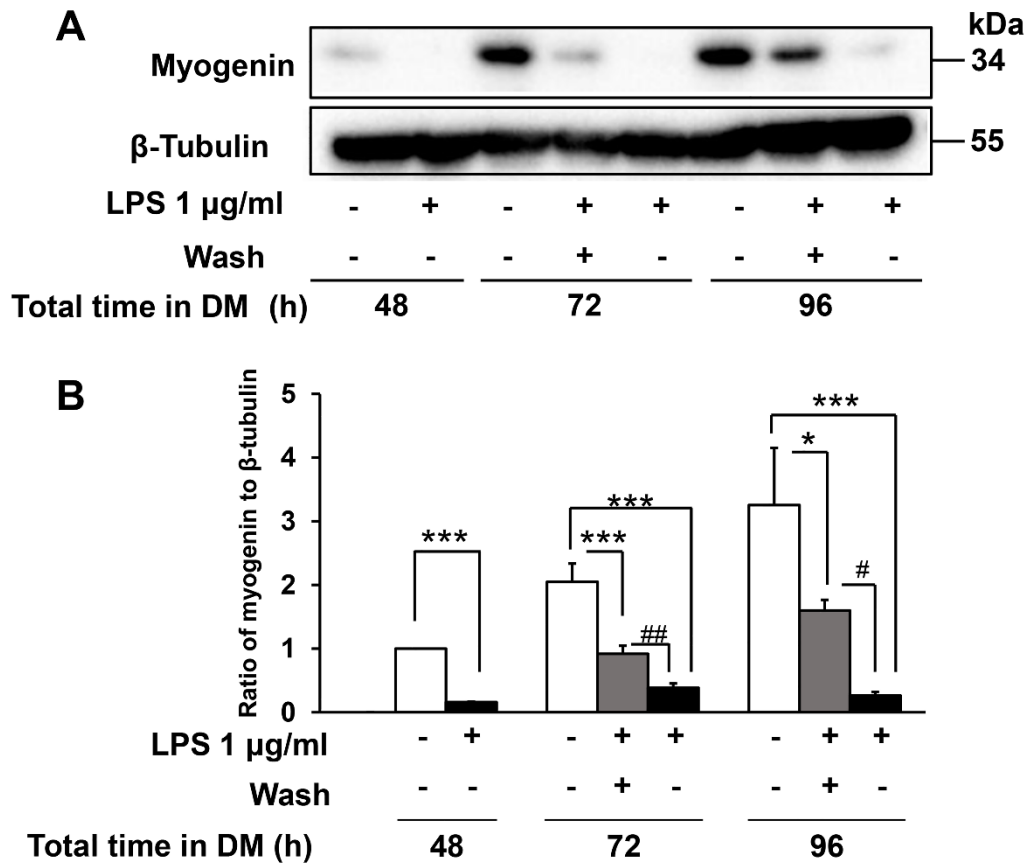 A
kDa
Myogenin
34
β-Tubulin
55
LPS 1 µg/ml - + - + + - + +
Wash - - - + - - + -
Total time in DM (h) 48 72 96
B
Ratio of myogenin to β-tubulin
5
4
3
2
1
0
***
***
***
##
***
*
#
LPS 1 µg/ml - + - + + - + +
Wash - - - + - - + -
Total time in DM (h) 48 72 96